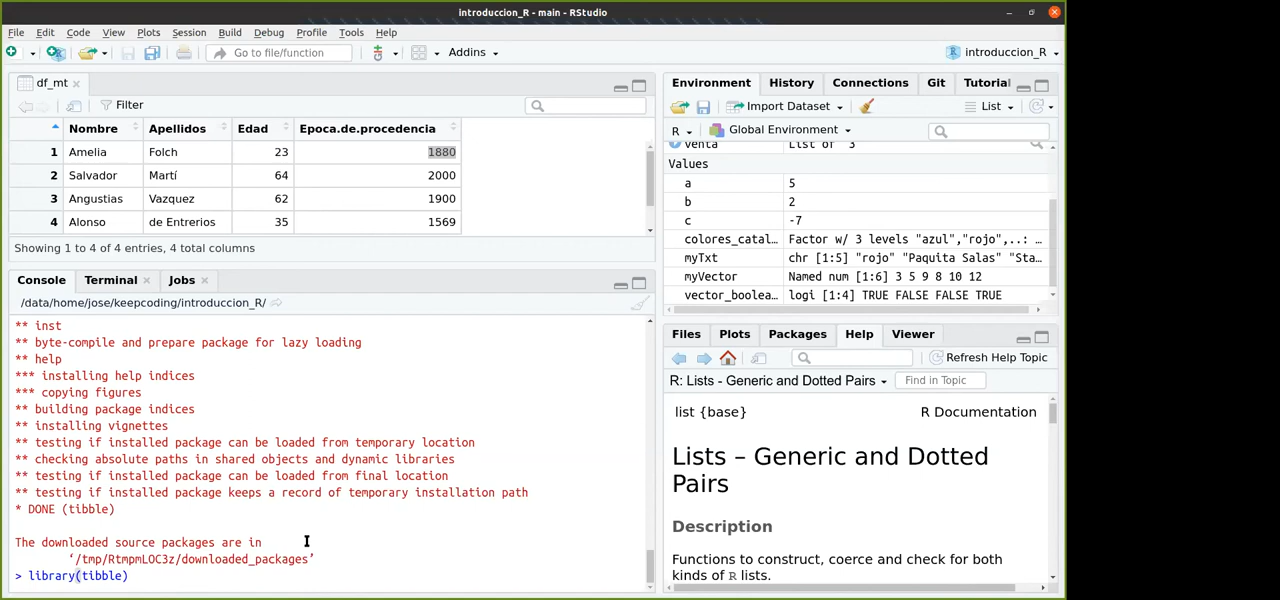 introduccion_R - main - RStudio
File Edit Code View Plots Session Build Debug Profile Tools Help
Go to file/function Addins introduccion_R
df_mt
Filter
Nombre Apellidos Edad Epoca.de.procedencia
1 Amelia Folch 23 1880
2 Salvador Martí 64 2000
3 Angustias Vazquez 62 1900
4 Alonso de Entrerios 35 1569
Showing 1 to 4 of 4 entries, 4 total columns
Console Terminal Jobs
/data/home/jose/keepcoding/introduccion_R/
** inst
** byte-compile and prepare package for lazy loading
** help
*** installing help indices
*** copying figures
** building package indices
** installing vignettes
** testing if installed package can be loaded from temporary location
** checking absolute paths in shared objects and dynamic libraries
** testing if installed package can be loaded from final location
** testing if installed package keeps a record of temporary installation path
* DONE (tibble)
The downloaded source packages are in
‘/tmp/RtmpmLOC3z/downloaded_packages’
> library(tibble)
Environment History Connections Git Tutorial
Import Dataset List
R Global Environment
venta List of 3
Values
a 5
b 2
c -7
colores_catal… Factor w/ 3 levels "azul","rojo",..: …
myTxt chr [1:5] "rojo" "Paquita Salas" "Sta…
myVector Named num [1:6] 3 5 9 8 10 12
vector_boolea… logi [1:4] TRUE FALSE FALSE TRUE
Files Plots Packages Help Viewer
Refresh Help Topic
R: Lists - Generic and Dotted Pairs Find in Topic
list {base} R Documentation
Lists – Generic and Dotted
Pairs
Description
Functions to construct, coerce and check for both
kinds of R lists.